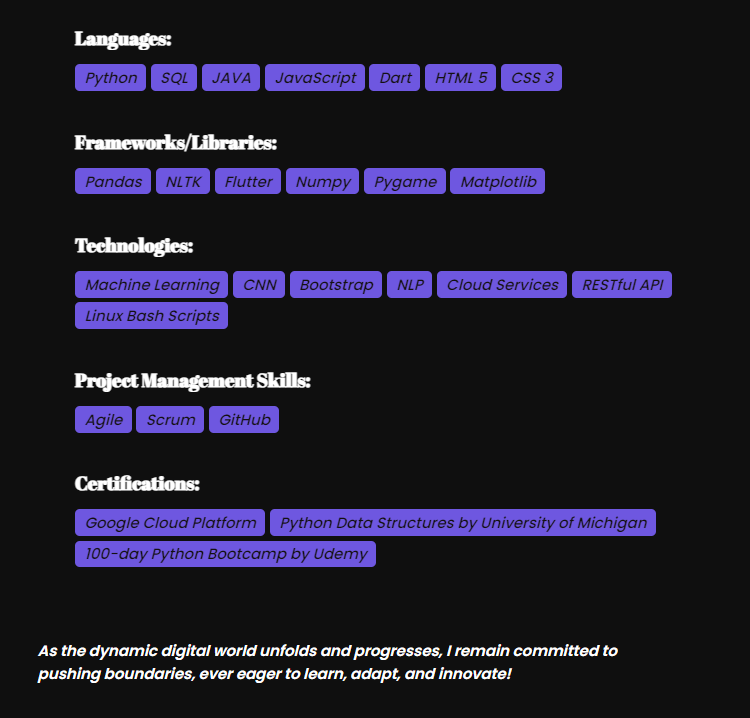 Languages:
Python SQL JAVA JavaScript Dart HTML 5 CSS 3
Frameworks/Libraries:
Pandas NLTK Flutter Numpy Pygame Matplotlib
Technologies:
Machine Learning CNN Bootstrap NLP Cloud Services RESTful API
Linux Bash Scripts
Project Management Skills:
Agile Scrum GitHub
Certifications:
Google Cloud Platform Python Data Structures by University of Michigan
100-day Python Bootcamp by Udemy
As the dynamic digital world unfolds and progresses, I remain committed to
pushing boundaries, ever eager to learn, adapt, and innovate!